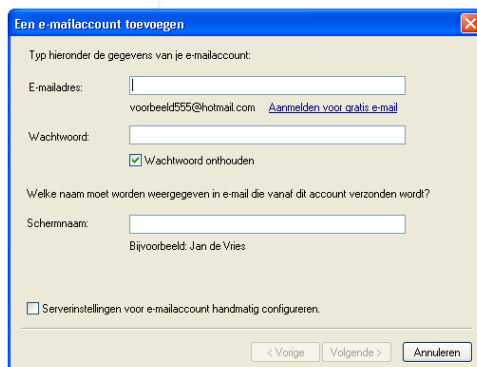 Een e-mailaccount toevoegen
Typ hieronder de gegevens van je e-mailaccount:
E-mailadres:
voorbeeld555@hotmail.com Aanmelden voor gratis e-mail
Wachtwoord:
Wachtwoord onthouden
Welke naam moet worden weergegeven in e-mail die vanaf dit account verzonden wordt?
Schermnaam:
Bijvoorbeeld: Jan de Vries
Serverinstellingen voor e-mailaccount handmatig configureren.
< Vorige Volgende > Annuleren